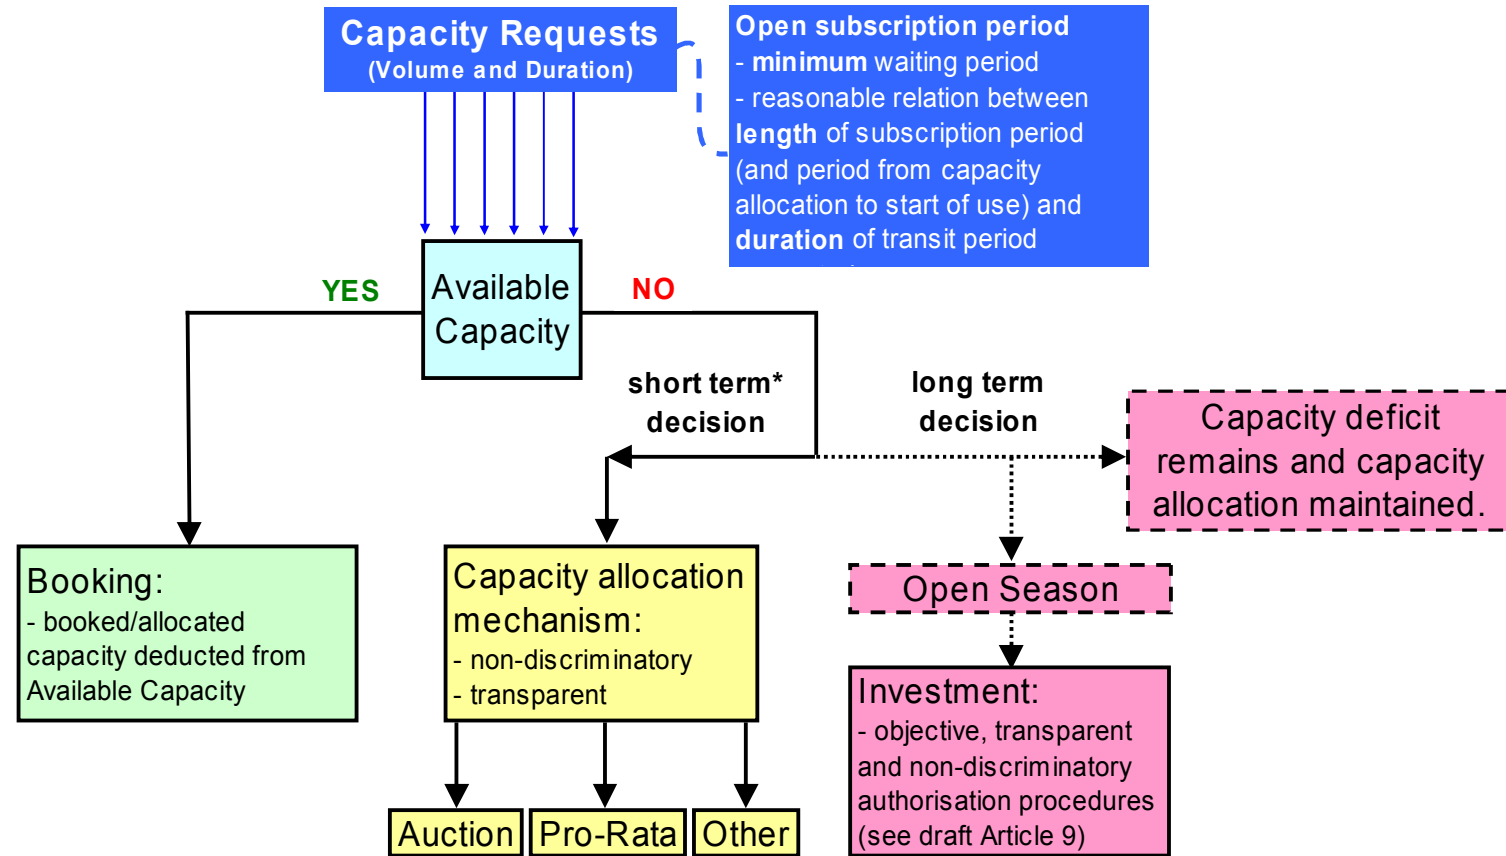 Capacity Requests
(Volume and Duration)
Open subscription period
- minimum waiting period
- reasonable relation between
length of subscription period
(and period from capacity
allocation to start of use) and
duration of transit period
YES
Available
Capacity
NO
short term*
decision
long term
decision
Capacity deficit
remains and capacity
allocation maintained.
Booking:
- booked/allocated
capacity deducted from
Available Capacity
Capacity allocation
mechanism:
- non-discriminatory
- transparent
Open Season
Investment:
- objective, transparent
and non-discriminatory
authorisation procedures
(see draft Article 9)
Auction
Pro-Rata
Other